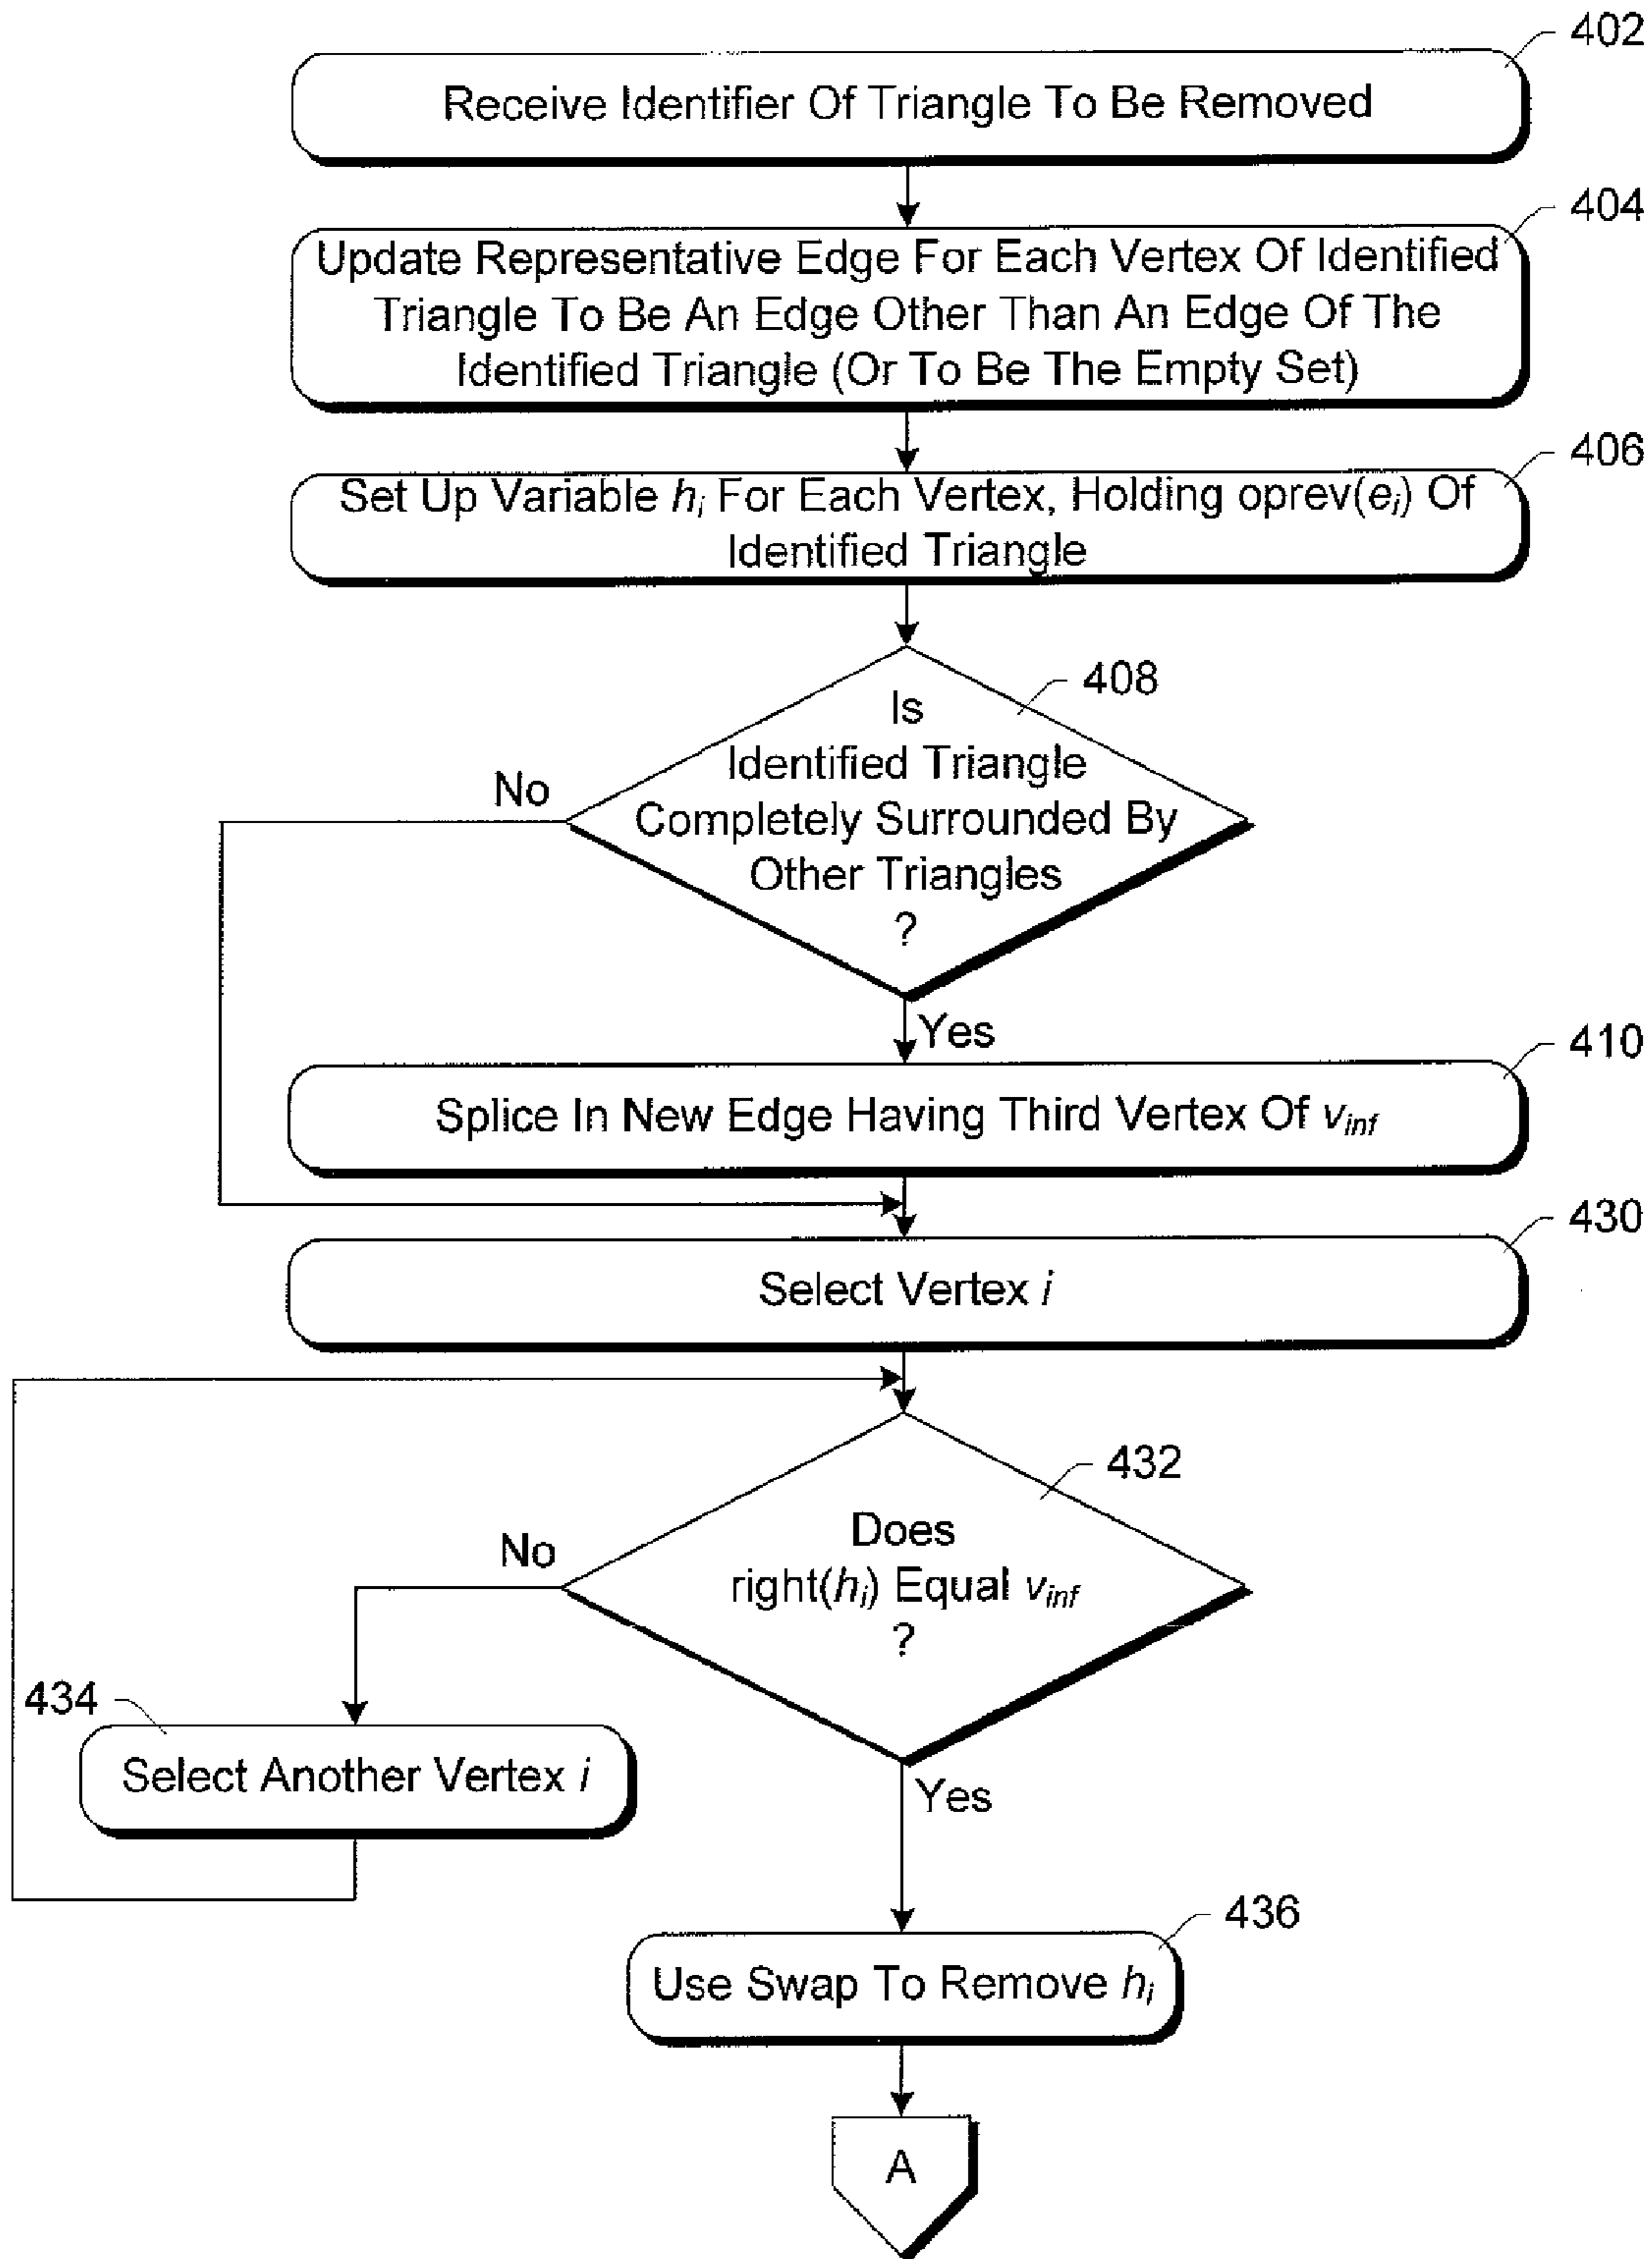 402
Receive Identifier Of Triangle To Be Removed
404
Update Representative Edge For Each Vertex Of Identified
Triangle To Be An Edge Other Than An Edge Of The
Identified Triangle (Or To Be The Empty Set)
406
Set Up Variable hi For Each Vertex, Holding oprev(ei) Of
Identified Triangle
408
Is
Identified Triangle
Completely Surrounded By
Other Triangles
?
No
Yes
410
Splice In New Edge Having Third Vertex Of vinf
430
Select Vertex i
432
Does
right(hi) Equal vinf
?
No
434
Select Another Vertex i
Yes
436
Use Swap To Remove hi
A